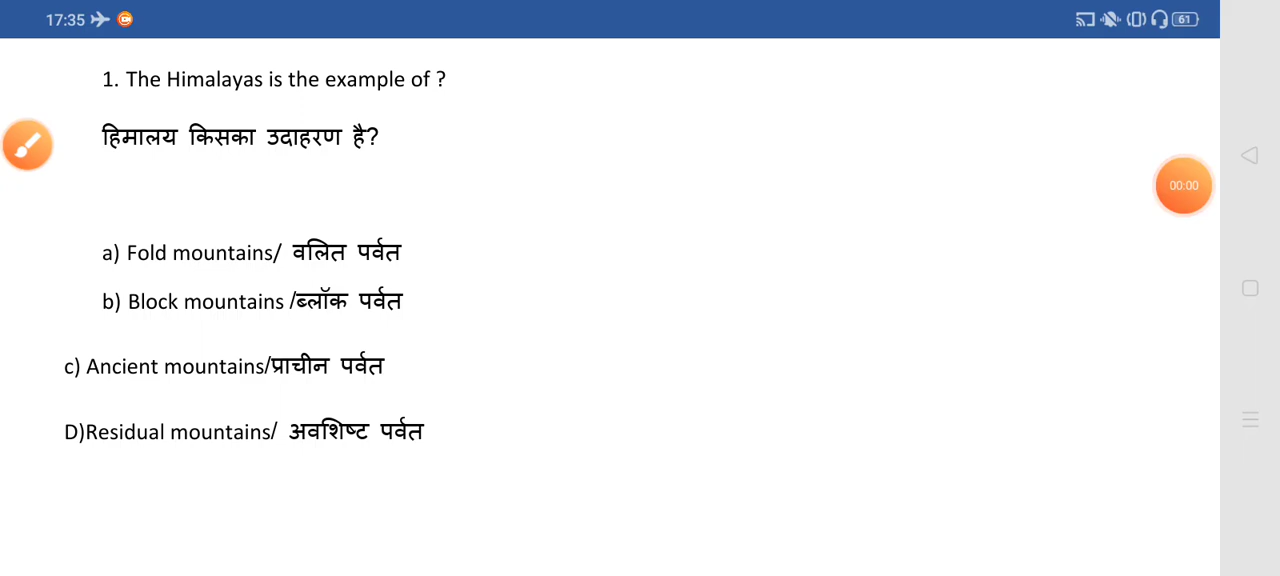 17:35
61
1. The Himalayas is the example of ?
हिमालय किसका उदाहरण है?
00:00
a) Fold mountains/ वलित पर्वत
b) Block mountains /ब्लॉक पर्वत
c) Ancient mountains/प्राचीन पर्वत
D)Residual mountains/ अवशिष्ट पर्वत